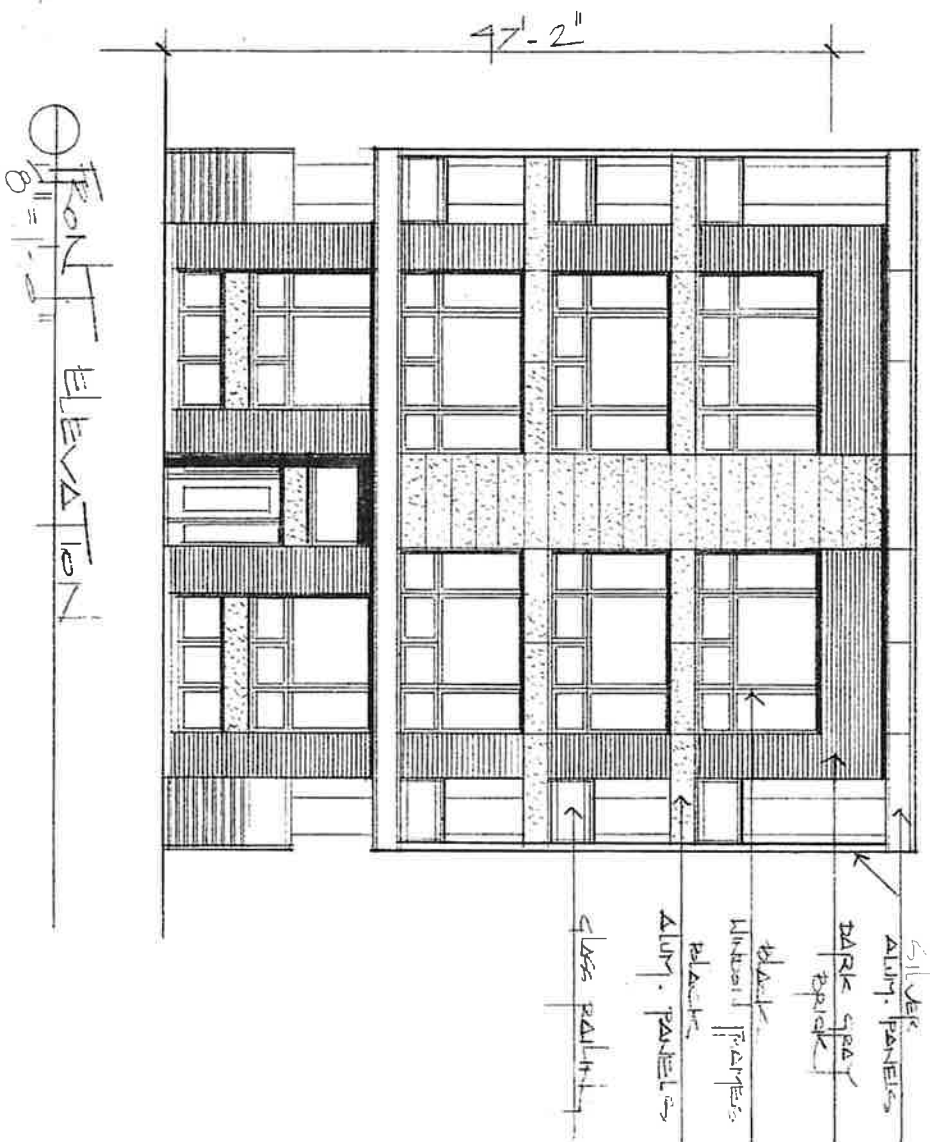 47'-2"
SILVER
ALUM. PANELS
DARK GRAY
BRICK
BLACK
WINDOW FRAMES
BLACK
ALUM. PANELS
GLASS RAILING
FRONT ELEVATION
1/8" = 1'-0"